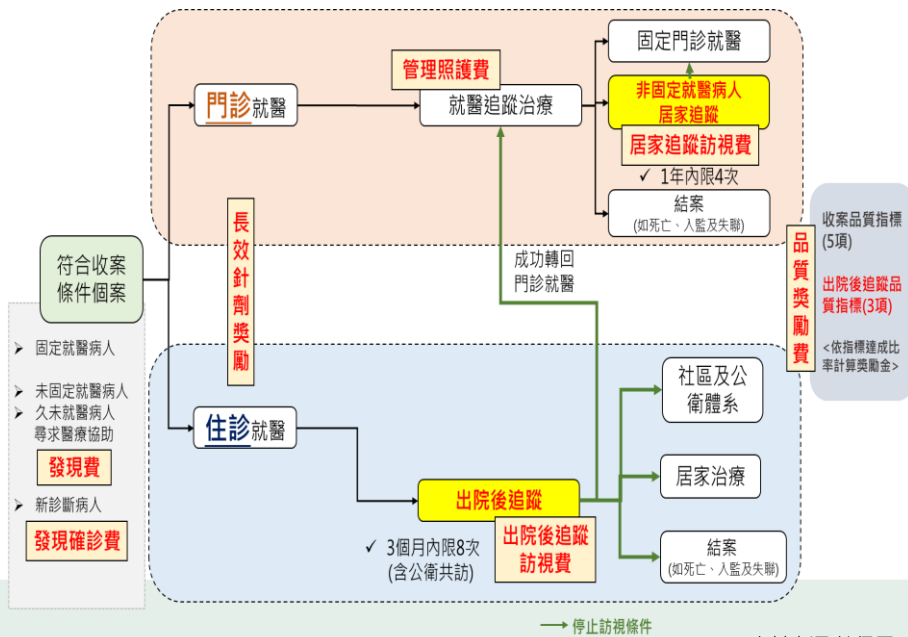 符合收案
條件個案
➢ 固定就醫病人
➢ 未固定就醫病人
➢ 久未就醫病人
尋求醫療協助
發現費
➢ 新診斷病人
發現確診費
門診就醫
管理照護費
就醫追蹤治療
固定門診就醫
非固定就醫病人
居家追蹤
居家追蹤訪視費
✓ 1年內限4次
結案
(如死亡、入監及失聯)
長效針劑獎勵
成功轉回
門診就醫
住診就醫
出院後追蹤
✓ 3個月內限8次
(含公衛共訪)
出院後追蹤
訪視費
社區及公
衛體系
居家治療
結案
(如死亡、入監及失聯)
品質獎勵費
收案品質指標
(5項)
出院後追蹤品
質指標(3項)
<依指標達成比
率計算獎勵金>
停止訪視條件